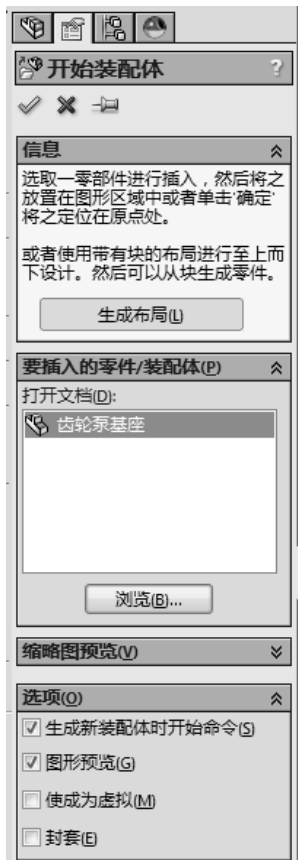 开始装配体 ?
信息
选取一零部件进行插入，然后将之
放置在图形区域中或者单击'确定'
将之定位在原点处。
或者使用带有块的布局进行至上而
下设计。然后可以从块生成零件。
生成布局(L)
要插入的零件/装配体(P)
打开文档(D):
齿轮泵基座
浏览(B)...
缩略图预览(V)
选项(O)
生成新装配体时开始命令(S)
图形预览(G)
使成为虚拟(M)
封套(E)